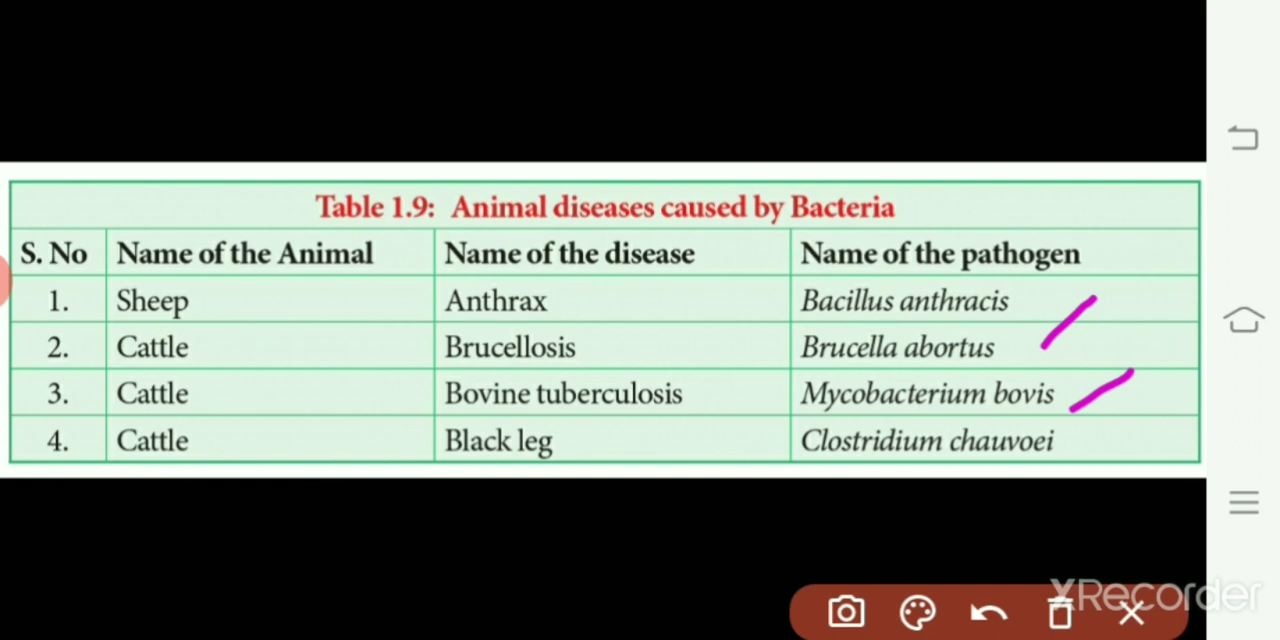 Table 1.9: Animal diseases caused by Bacteria
S. No Name of the Animal Name of the disease Name of the pathogen
1. Sheep Anthrax Bacillus anthracis
2. Cattle Brucellosis Brucella abortus
3. Cattle Bovine tuberculosis Mycobacterium bovis
4. Cattle Black leg Clostridium chauvoei
XRecorder